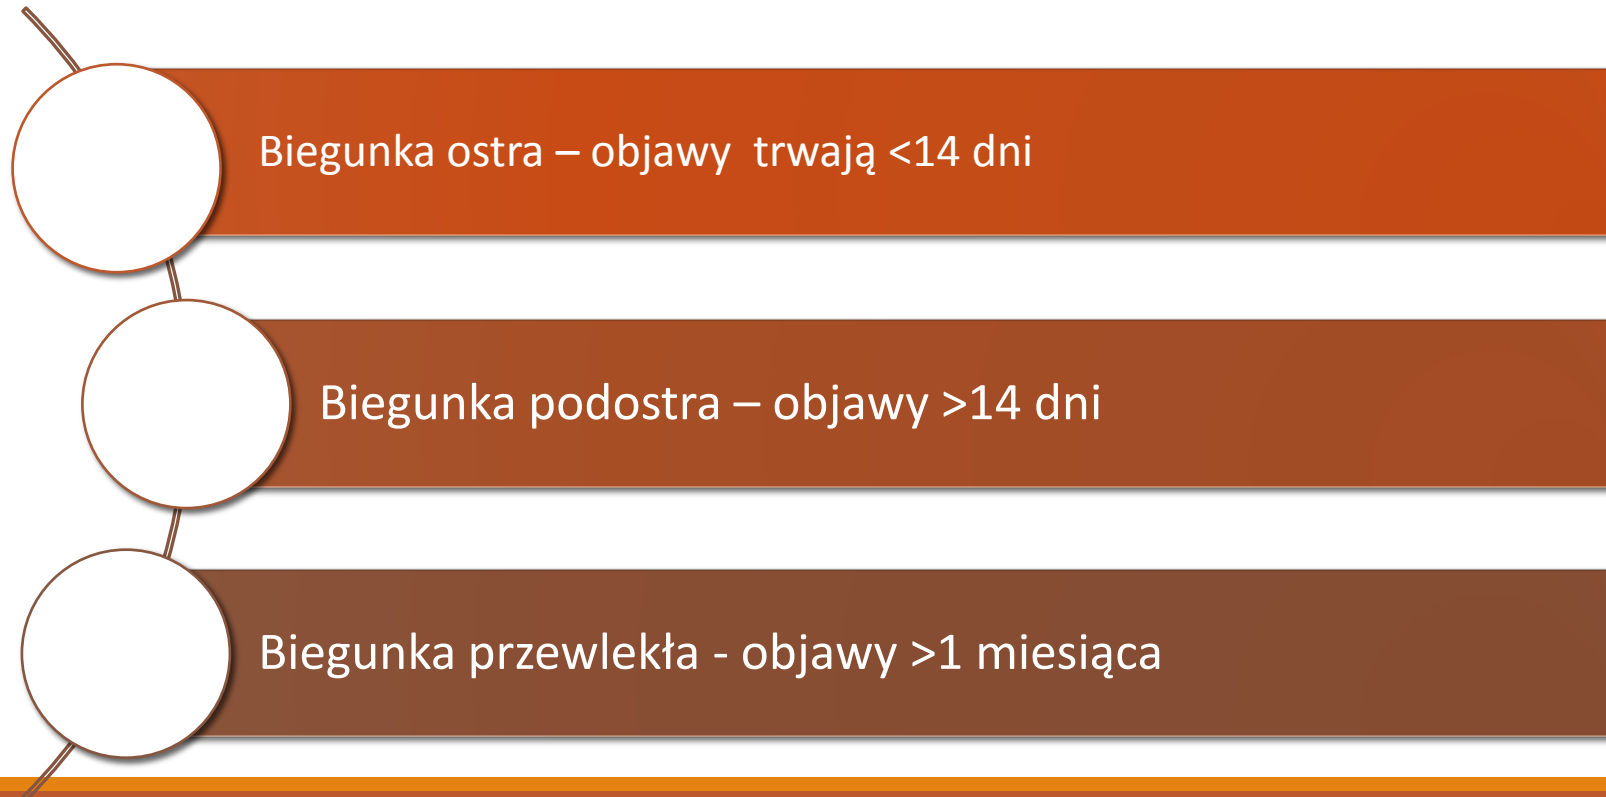 Biegunka ostra – objawy  trwają <14 dni
Biegunka podostra – objawy >14 dni
Biegunka przewlekła - objawy >1 miesiąca